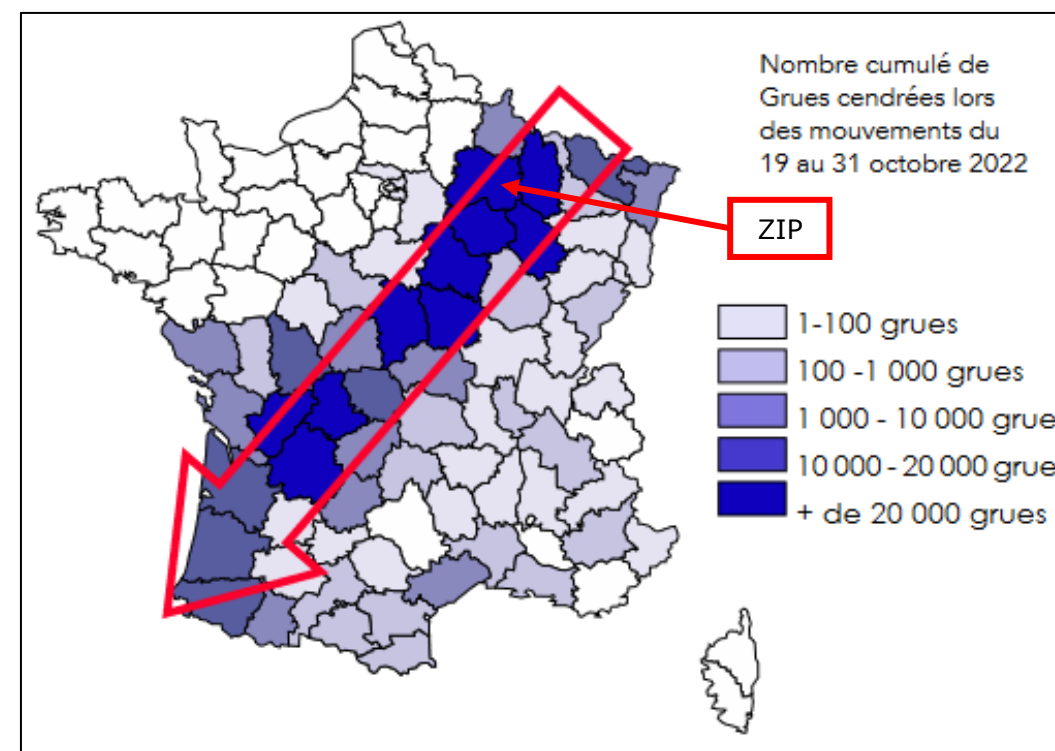 Nombre cumulé de
Grues cendrées lors
des mouvements du
19 au 31 octobre 2022
ZIP
1-100 grues
100 -1 000 grues
1 000 - 10 000 grue
10 000 - 20 000 grue
+ de 20 000 grues